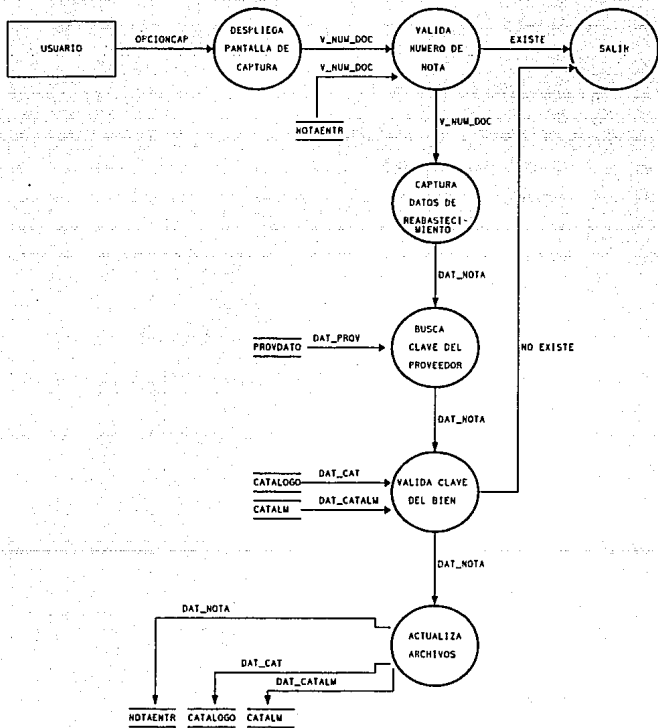 USUARIO
OPCIONCAP
DESPLIEGA
PANTALLA DE
CAPTURA
V_NUM_DOC
V_NUM_DOC
NOTAENTR
VALIDA
NUMERO DE
NOTA
EXISTE
SALIR
V_NUM_DOC
CAPTURA
DATOS DE
REABASTECI-
MIENTO
DAT_NOTA
PROVDATO
DAT_PROV
BUSCA
CLAVE DEL
PROVEEDOR
NO EXISTE
DAT_NOTA
CATALOGO
DAT_CAT
CATALM
DAT_CATALM
VALIDA CLAVE
DEL BIEN
DAT_NOTA
DAT_NOTA
ACTUALIZA
ARCHIVOS
DAT_CAT
DAT_CATALM
NOTAENTR
CATALOGO
CATALM